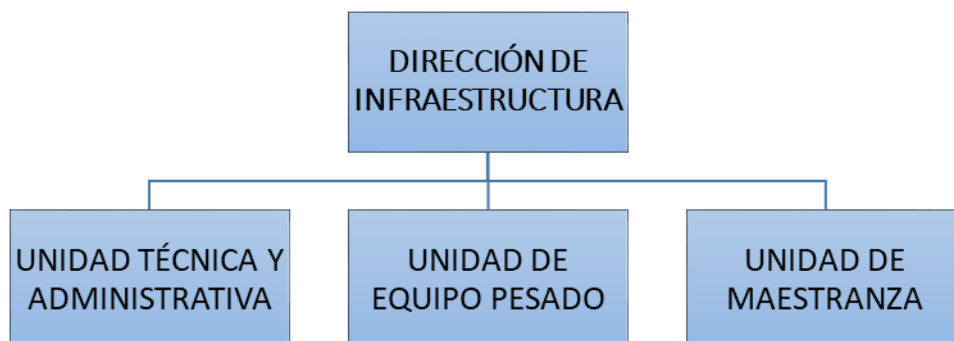 DIRECCIÓN DE
INFRAESTRUCTURA
UNIDAD TÉCNICA Y
ADMINISTRATIVA
UNIDAD DE
EQUIPO PESADO
UNIDAD DE
MAESTRANZA